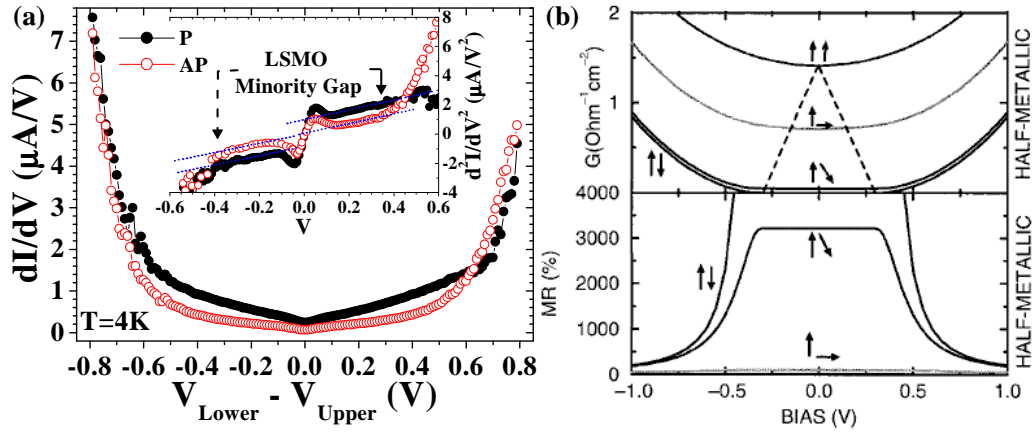 (a)
7
6
5
4
3
2
1
0
dI/dV (μA/V)
P
AP
LSMO
Minority Gap
8
6
4
2
0
-2
-4
d²I/dV² (μA/V²)
-0.6 -0.4 -0.2 0.0 0.2 0.4 0.6
V
T=4K
-0.8 -0.6 -0.4 -0.2 0.0 0.2 0.4 0.6 0.8
V Lower - V Upper (V)
(b)
2
1
0
G(Ohm⁻¹cm⁻²)
HALF-METALLIC
4000
3000
2000
1000
0
MR (%)
HALF-METALLIC
−1.0 −0.5 0.0 0.5 1.0
BIAS (V)